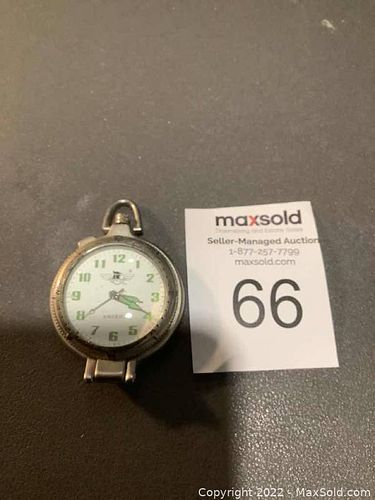 12
11
1
10
2
9
3
8
4
7
5
6
maxsold
Downsizing and Estate Sales
Seller-Managed Auction
1-877-257-7799
maxsold.com
66
Copyright 2022 - MaxSold.com